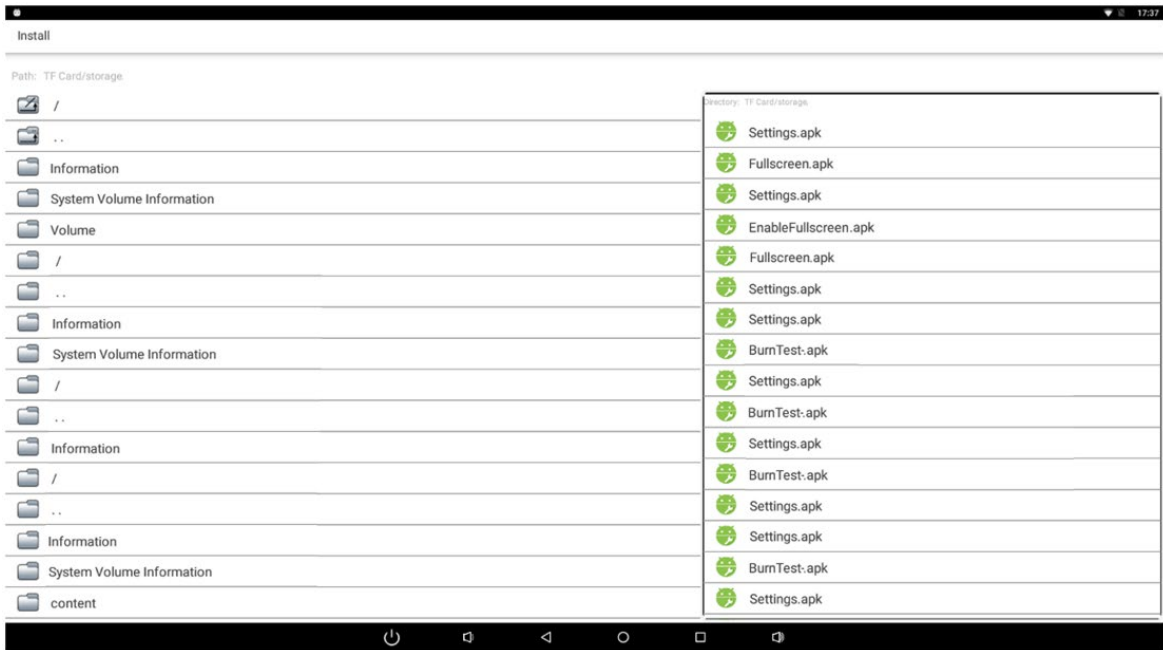 17:37
Install
Path: TF Card/storage
/
..
Information
System Volume Information
Volume
/
..
Information
System Volume Information
/
..
Information
/
..
Information
System Volume Information
content
Directory: TF Card/storage
Settings.apk
Fullscreen.apk
Settings.apk
EnableFullscreen.apk
Fullscreen.apk
Settings.apk
Settings.apk
BurnTest-.apk
Settings.apk
BurnTest-.apk
Settings.apk
BurnTest-.apk
Settings.apk
Settings.apk
BurnTest-.apk
Settings.apk